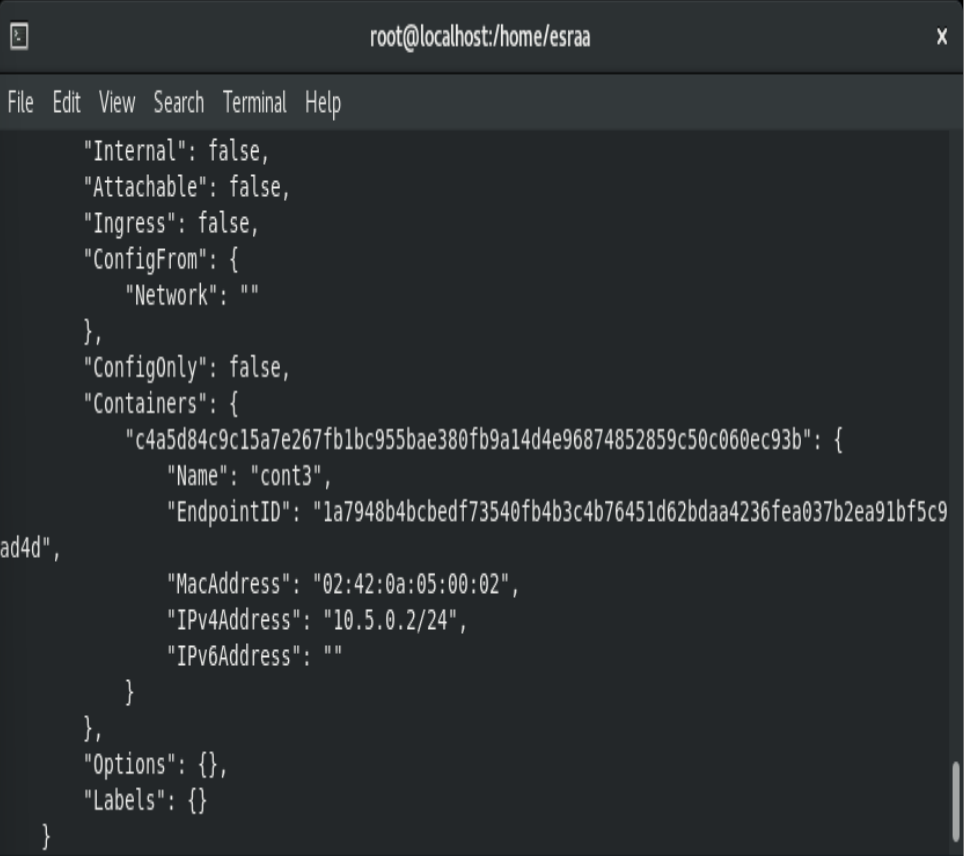 root@localhost:/home/esraa
x
File Edit View Search Terminal Help
"Internal": false,
"Attachable": false,
"Ingress": false,
"ConfigFrom": {
"Network": ""
},
"ConfigOnly": false,
"Containers": {
"c4a5d84c9c15a7e267fb1bc955bae380fb9a14d4e96874852859c50c060ec93b": {
"Name": "cont3",
"EndpointID": "1a7948b4bcbedf73540fb4b3c4b76451d62bdaa4236fea037b2ea91bf5c9
ad4d",
"MacAddress": "02:42:0a:05:00:02",
"IPv4Address": "10.5.0.2/24",
"IPv6Address": ""
}
},
"Options": {},
"Labels": {}
}